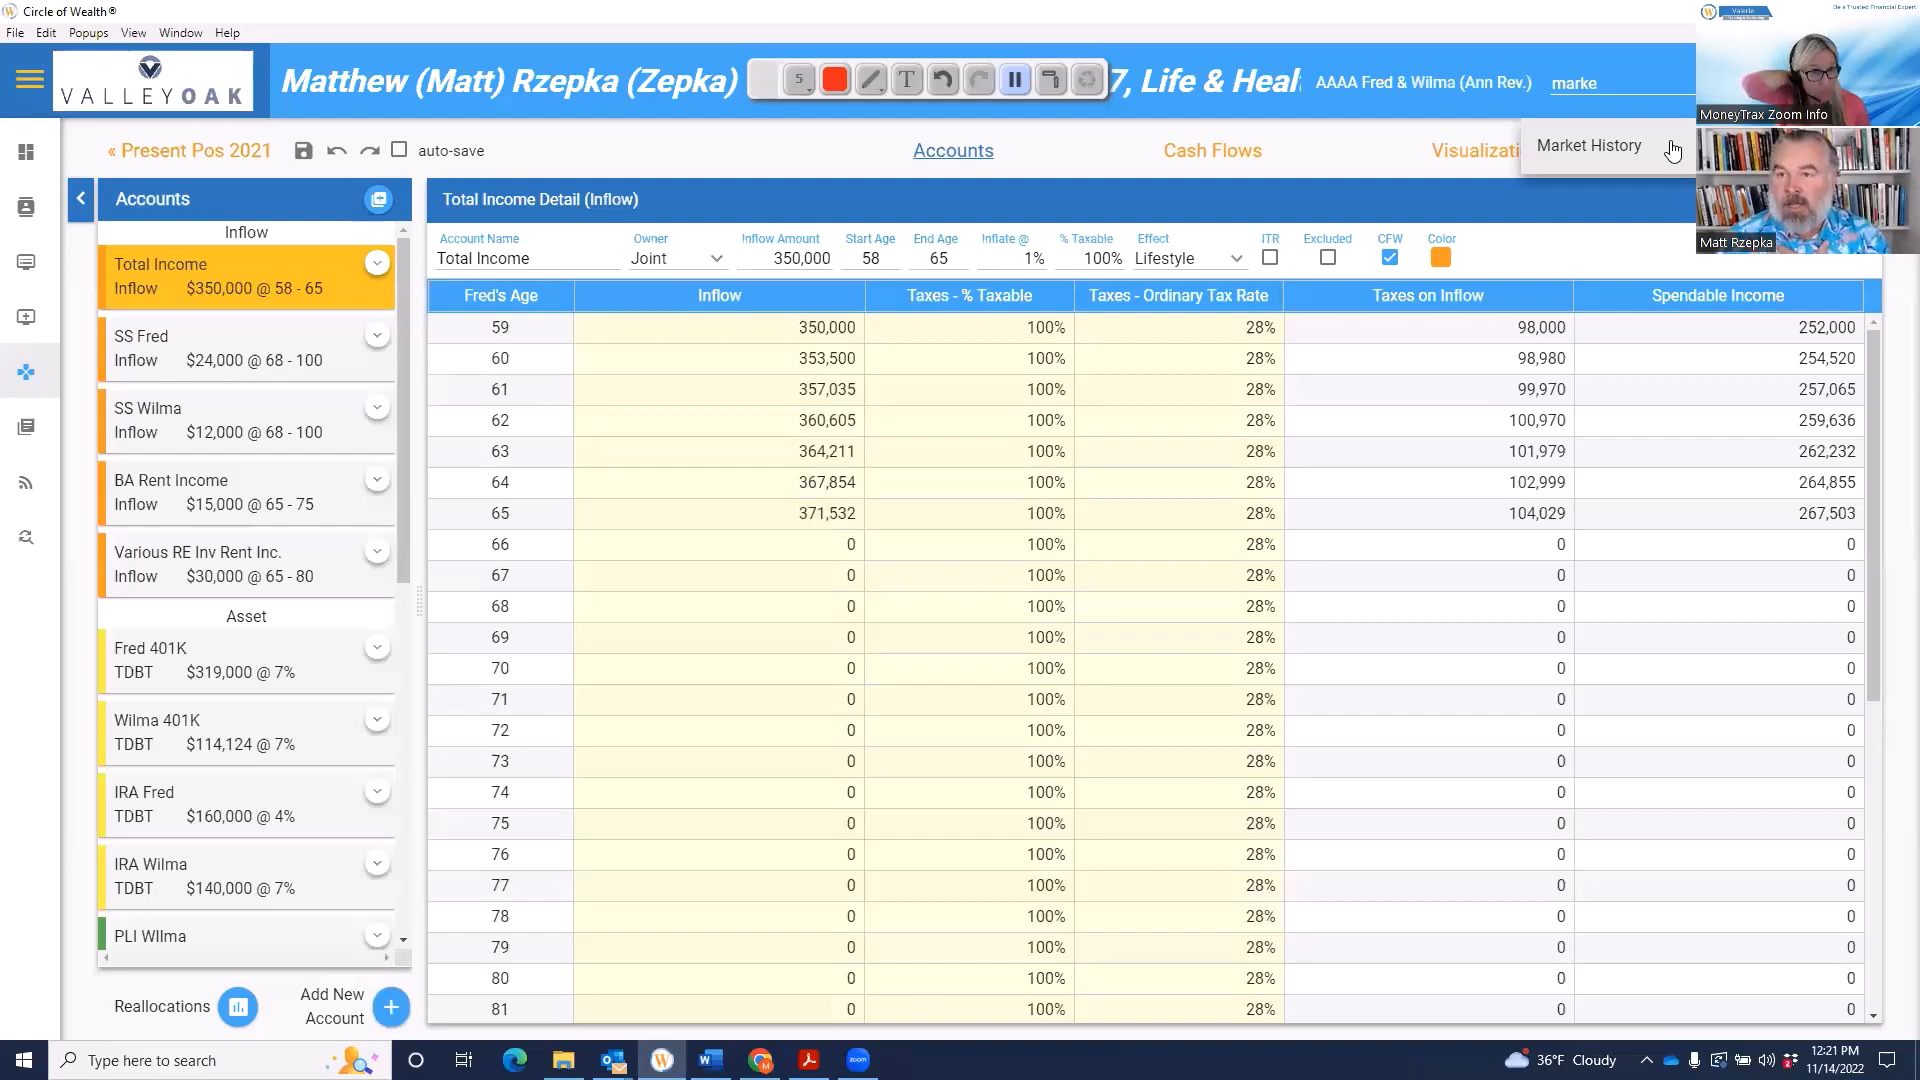 Circle of Wealth®
File Edit Popups View Window Help
VALLEY OAK
Matthew (Matt) Rzepka (Zepka)
5
T
7, Life & Heal
AAAA Fred & Wilma (Ann Rev.)
marke
Market History
Valerie
Be a Trusted Financial Expert
MoneyTrax Zoom Info
Matt Rzepka
« Present Pos 2021
auto-save
Accounts
Cash Flows
Visualizati
Accounts
Inflow
Total Income
Inflow $350,000 @ 58 - 65
SS Fred
Inflow $24,000 @ 68 - 100
SS Wilma
Inflow $12,000 @ 68 - 100
BA Rent Income
Inflow $15,000 @ 65 - 75
Various RE Inv Rent Inc.
Inflow $30,000 @ 65 - 80
Asset
Fred 401K
TDBT $319,000 @ 7%
Wilma 401K
TDBT $114,124 @ 7%
IRA Fred
TDBT $160,000 @ 4%
IRA Wilma
TDBT $140,000 @ 7%
PLI WIlma
Reallocations
Add New
Account
Total Income Detail (Inflow)
Account Name Owner Inflow Amount Start Age End Age Inflate @ % Taxable Effect ITR Excluded CFW Color
Total Income Joint 350,000 58 65 1% 100% Lifestyle
Fred's Age Inflow Taxes - % Taxable Taxes - Ordinary Tax Rate Taxes on Inflow Spendable Income
59 350,000 100% 28% 98,000 252,000
60 353,500 100% 28% 98,980 254,520
61 357,035 100% 28% 99,970 257,065
62 360,605 100% 28% 100,970 259,636
63 364,211 100% 28% 101,979 262,232
64 367,854 100% 28% 102,999 264,855
65 371,532 100% 28% 104,029 267,503
66 0 100% 28% 0 0
67 0 100% 28% 0 0
68 0 100% 28% 0 0
69 0 100% 28% 0 0
70 0 100% 28% 0 0
71 0 100% 28% 0 0
72 0 100% 28% 0 0
73 0 100% 28% 0 0
74 0 100% 28% 0 0
75 0 100% 28% 0 0
76 0 100% 28% 0 0
77 0 100% 28% 0 0
78 0 100% 28% 0 0
79 0 100% 28% 0 0
80 0 100% 28% 0 0
81 0 100% 28% 0 0
Type here to search
zoom
36°F Cloudy
12:21 PM
11/14/2022